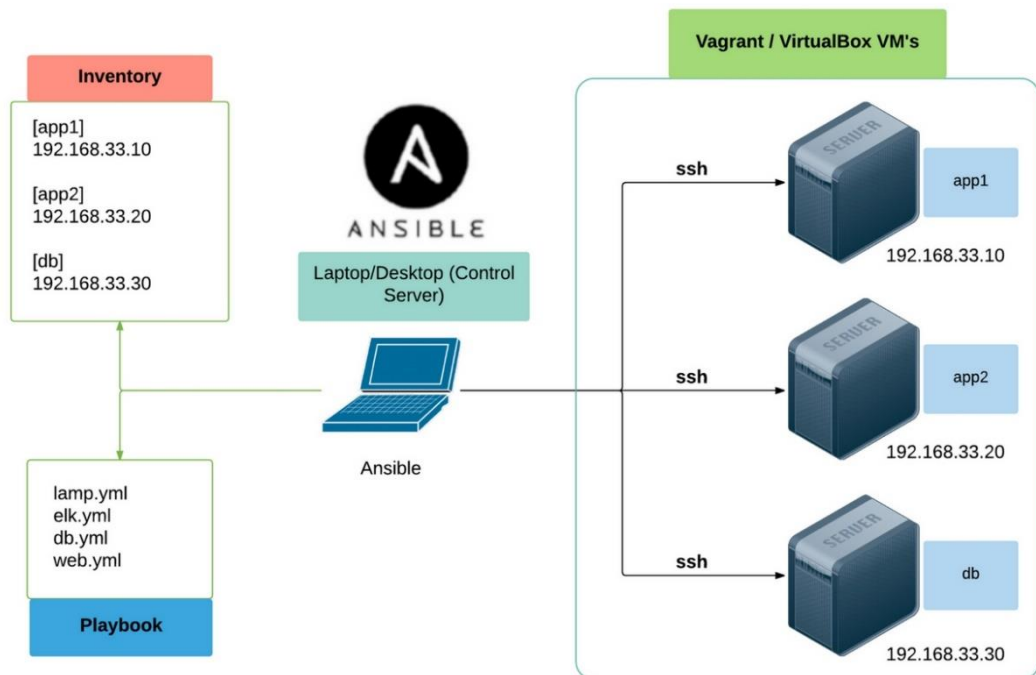 Inventory
[app1]
192.168.33.10
[app2]
192.168.33.20
[db]
192.168.33.30
ANSIBLE
Laptop/Desktop (Control
Server)
Ansible
lamp.yml
elk.yml
db.yml
web.yml
Playbook
Vagrant / VirtualBox VM's
ssh
SERVER
app1
192.168.33.10
ssh
SERVER
app2
192.168.33.20
ssh
SERVER
db
192.168.33.30